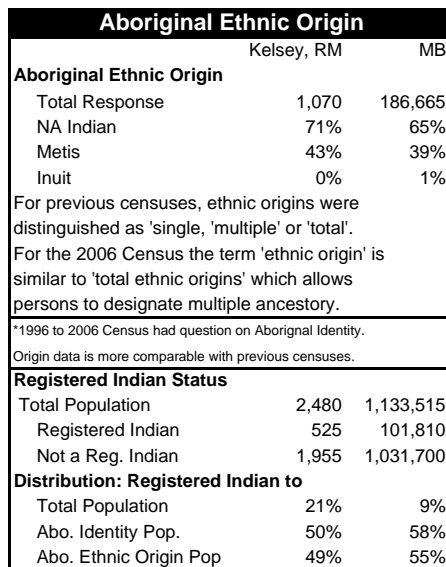 Aboriginal Ethnic Origin
Kelsey, RM MB
Aboriginal Ethnic Origin
Total Response 1,070 186,665
NA Indian 71% 65%
Metis 43% 39%
Inuit 0% 1%
For previous censuses, ethnic origins were
distinguished as 'single, 'multiple' or 'total'.
For the 2006 Census the term 'ethnic origin' is
similar to 'total ethnic origins' which allows
persons to designate multiple ancestory.
*1996 to 2006 Census had question on Aborignal Identity.
Origin data is more comparable with previous censuses.
Registered Indian Status
Total Population 2,480 1,133,515
Registered Indian 525 101,810
Not a Reg. Indian 1,955 1,031,700
Distribution: Registered Indian to
Total Population 21% 9%
Abo. Identity Pop. 50% 58%
Abo. Ethnic Origin Pop 49% 55%